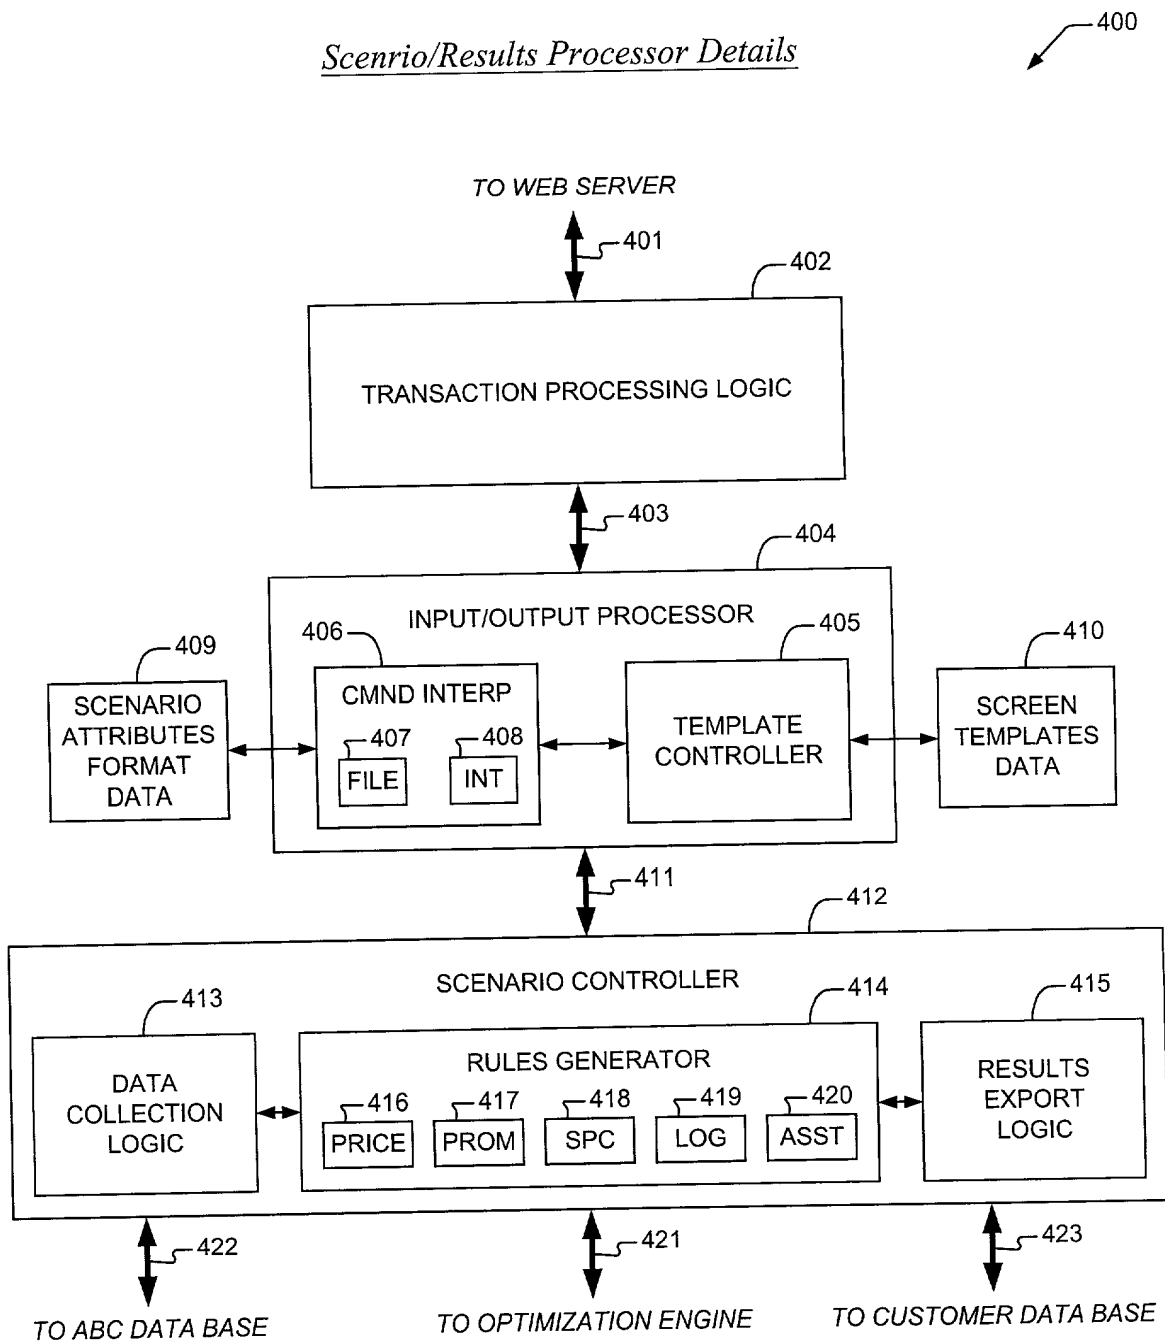 400
Scenrio/Results Processor Details
TO WEB SERVER
401
402
TRANSACTION PROCESSING LOGIC
403
404
INPUT/OUTPUT PROCESSOR
409
406
405
410
SCENARIO
ATTRIBUTES
FORMAT
DATA
CMND INTERP
407
408
FILE
INT
TEMPLATE
CONTROLLER
SCREEN
TEMPLATES
DATA
411
412
SCENARIO CONTROLLER
413
414
415
DATA
COLLECTION
LOGIC
RULES GENERATOR
416
417
418
419
420
PRICE
PROM
SPC
LOG
ASST
RESULTS
EXPORT
LOGIC
422
421
423
TO ABC DATA BASE
TO OPTIMIZATION ENGINE
TO CUSTOMER DATA BASE